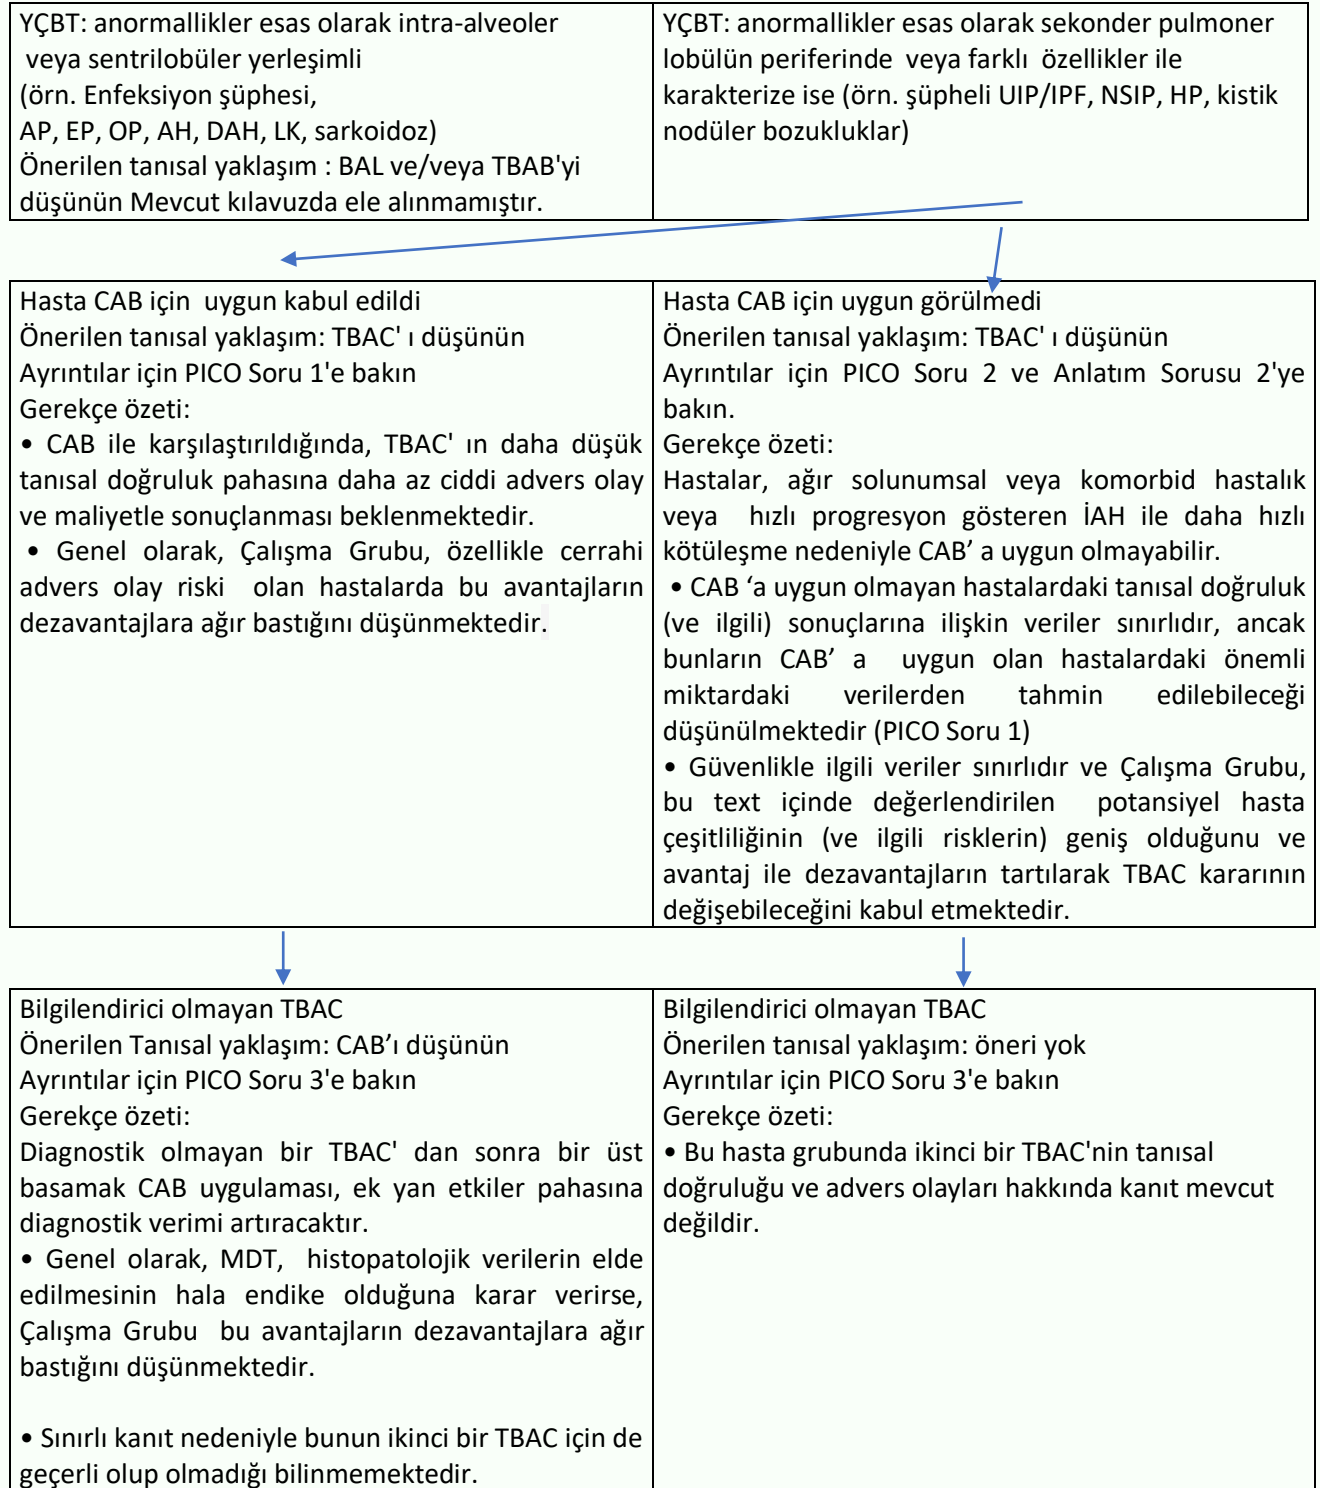 YÇBT: anormallikler esas olarak intra-alveoler
veya sentrilobüler yerleşimli
(örn. Enfeksiyon şüphesi,
AP, EP, OP, AH, DAH, LK, sarkoidoz)
Önerilen tanısal yaklaşım : BAL ve/veya TBAB'yi
düşünün Mevcut kılavuzda ele alınmamıştır.
YÇBT: anormallikler esas olarak sekonder pulmoner
lobülün periferinde veya farklı özellikler ile
karakterize ise (örn. şüpheli UIP/IPF, NSIP, HP, kistik
nodüler bozukluklar)
Hasta CAB için uygun kabul edildi
Önerilen tanısal yaklaşım: TBAC' ı düşünün
Ayrıntılar için PICO Soru 1'e bakın
Gerekçe özeti:
• CAB ile karşılaştırıldığında, TBAC' ın daha düşük
tanısal doğruluk pahasına daha az ciddi advers olay
ve maliyetle sonuçlanması beklenmektedir.
• Genel olarak, Çalışma Grubu, özellikle cerrahi
advers olay riski olan hastalarda bu avantajların
dezavantajlara ağır bastığını düşünmektedir.
Hasta CAB için uygun görülmedi
Önerilen tanısal yaklaşım: TBAC' ı düşünün
Ayrıntılar için PICO Soru 2 ve Anlatım Sorusu 2'ye
bakın.
Gerekçe özeti:
Hastalar, ağır solunumsal veya komorbid hastalık
veya hızlı progresyon gösteren İAH ile daha hızlı
kötüleşme nedeniyle CAB’ a uygun olmayabilir.
• CAB ‘a uygun olmayan hastalardaki tanısal doğruluk
(ve ilgili) sonuçlarına ilişkin veriler sınırlıdır, ancak
bunların CAB’ a uygun olan hastalardaki önemli
miktardaki verilerden tahmin edilebileceği
düşünülmektedir (PICO Soru 1)
• Güvenlikle ilgili veriler sınırlıdır ve Çalışma Grubu,
bu text içinde değerlendirilen potansiyel hasta
çeşitliliğinin (ve ilgili risklerin) geniş olduğunu ve
avantaj ile dezavantajların tartılarak TBAC kararının
değişebileceğini kabul etmektedir.
Bilgilendirici olmayan TBAC
Önerilen Tanısal yaklaşım: CAB’ı düşünün
Ayrıntılar için PICO Soru 3'e bakın
Gerekçe özeti:
Diagnostik olmayan bir TBAC' dan sonra bir üst
basamak CAB uygulaması, ek yan etkiler pahasına
diagnostik verimi artıracaktır.
• Genel olarak, MDT, histopatolojik verilerin elde
edilmesinin hala endike olduğuna karar verirse,
Çalışma Grubu bu avantajların dezavantajlara ağır
bastığını düşünmektedir.
• Sınırlı kanıt nedeniyle bunun ikinci bir TBAC için de
geçerli olup olmadığı bilinmemektedir.
Bilgilendirici olmayan TBAC
Önerilen tanısal yaklaşım: öneri yok
Ayrıntılar için PICO Soru 3'e bakın
Gerekçe özeti:
• Bu hasta grubunda ikinci bir TBAC'nin tanısal
doğruluğu ve advers olayları hakkında kanıt mevcut
değildir.